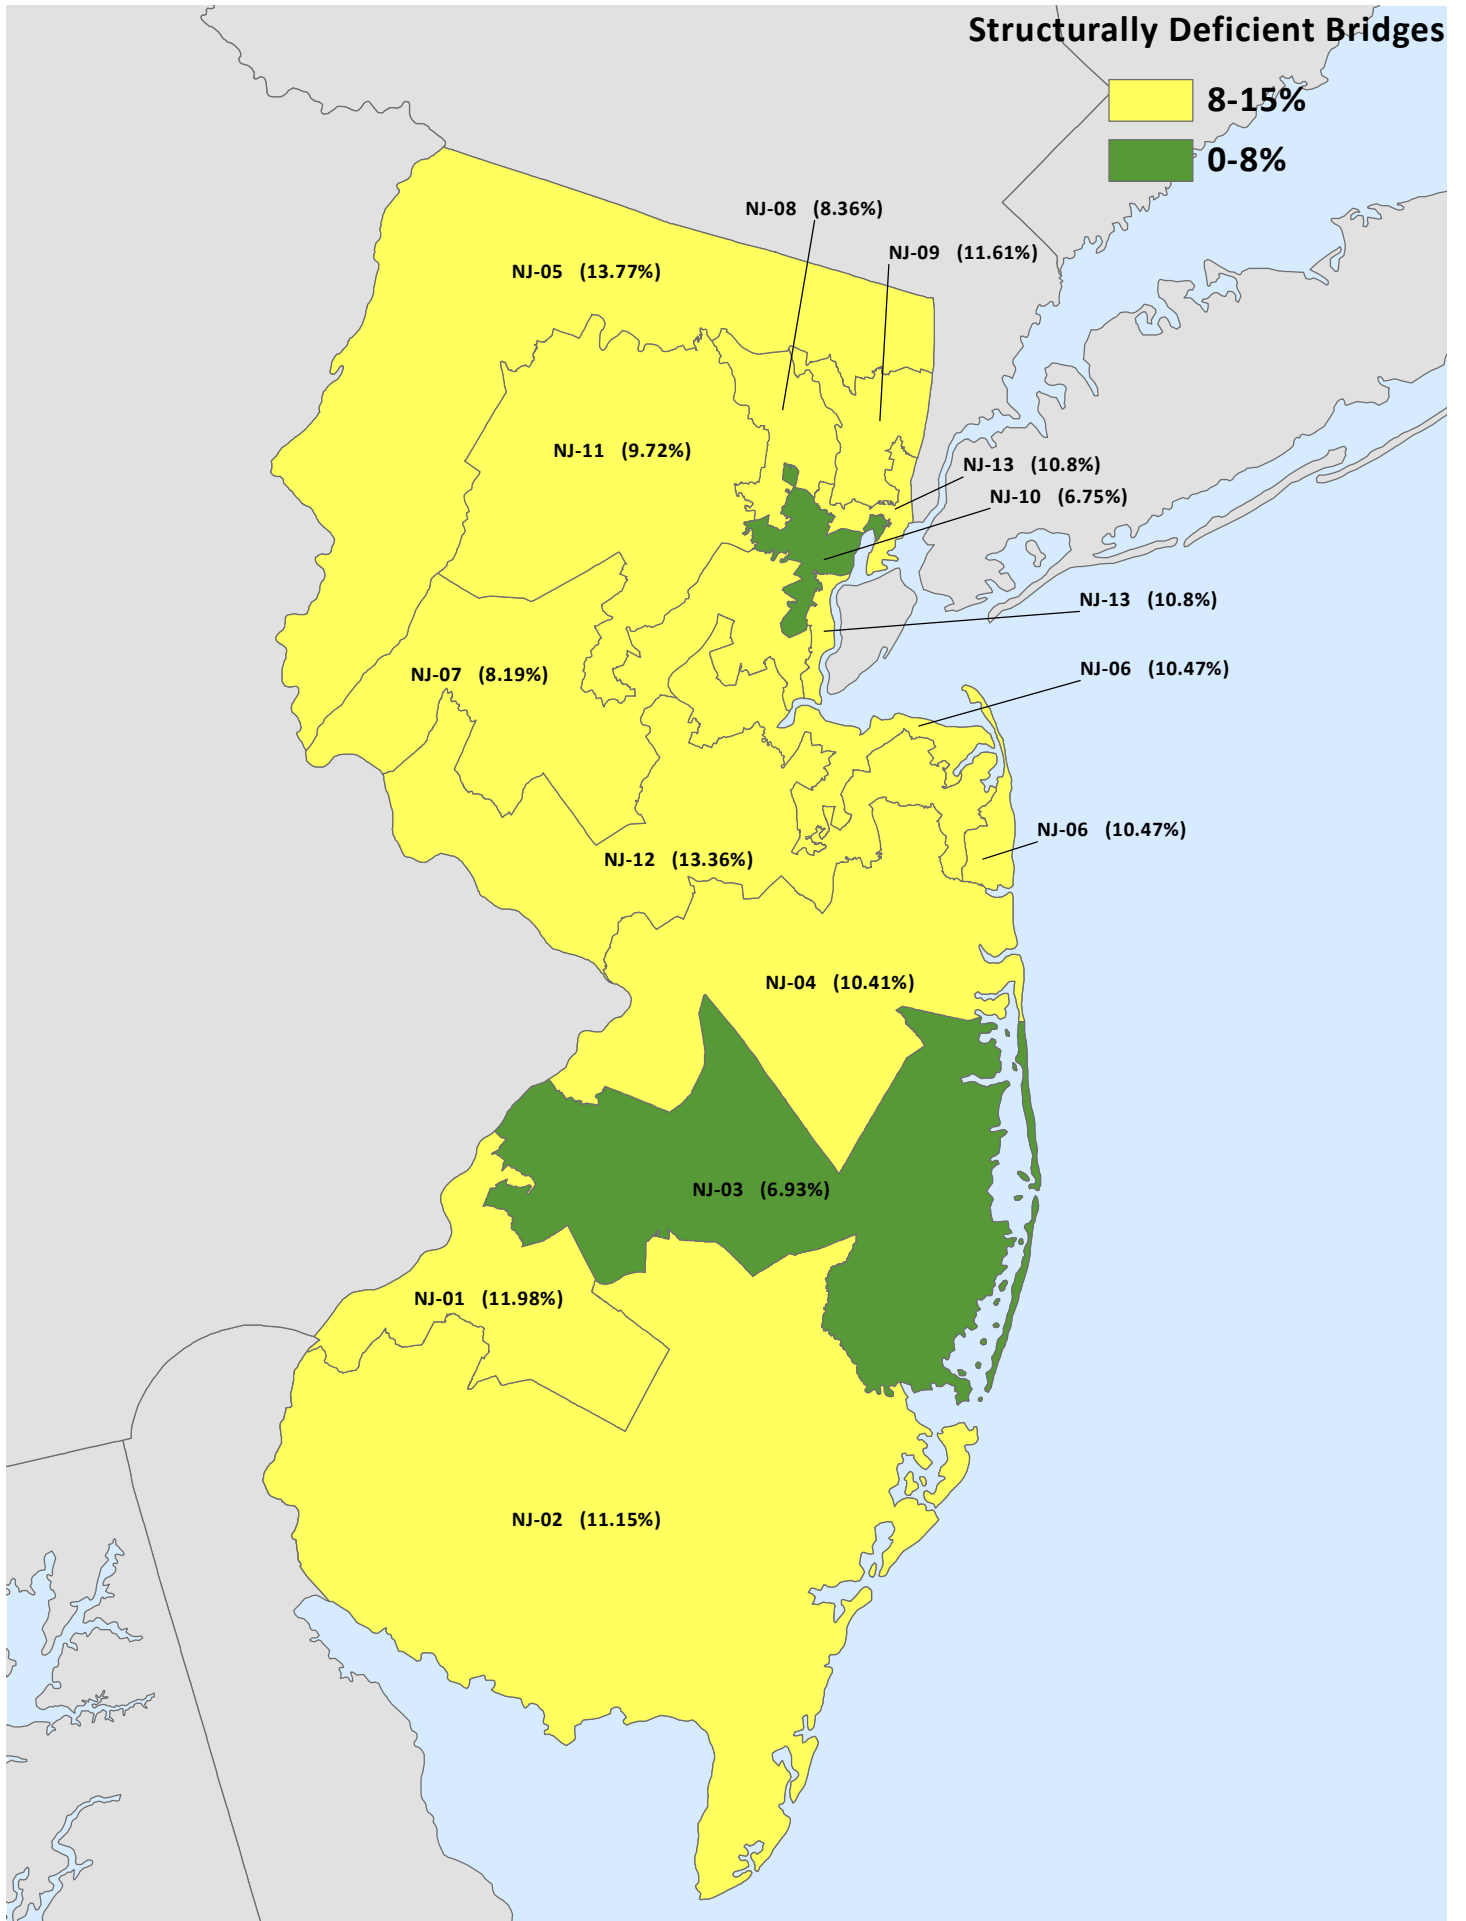 Structurally Deficient Bridges
8-15%
0-8%
NJ-08 (8.36%)
NJ-09 (11.61%)
NJ-05 (13.77%)
NJ-11 (9.72%)
NJ-13 (10.8%)
NJ-10 (6.75%)
NJ-13 (10.8%)
NJ-07 (8.19%)
NJ-06 (10.47%)
NJ-06 (10.47%)
NJ-12 (13.36%)
NJ-04 (10.41%)
NJ-03 (6.93%)
NJ-01 (11.98%)
NJ-02 (11.15%)